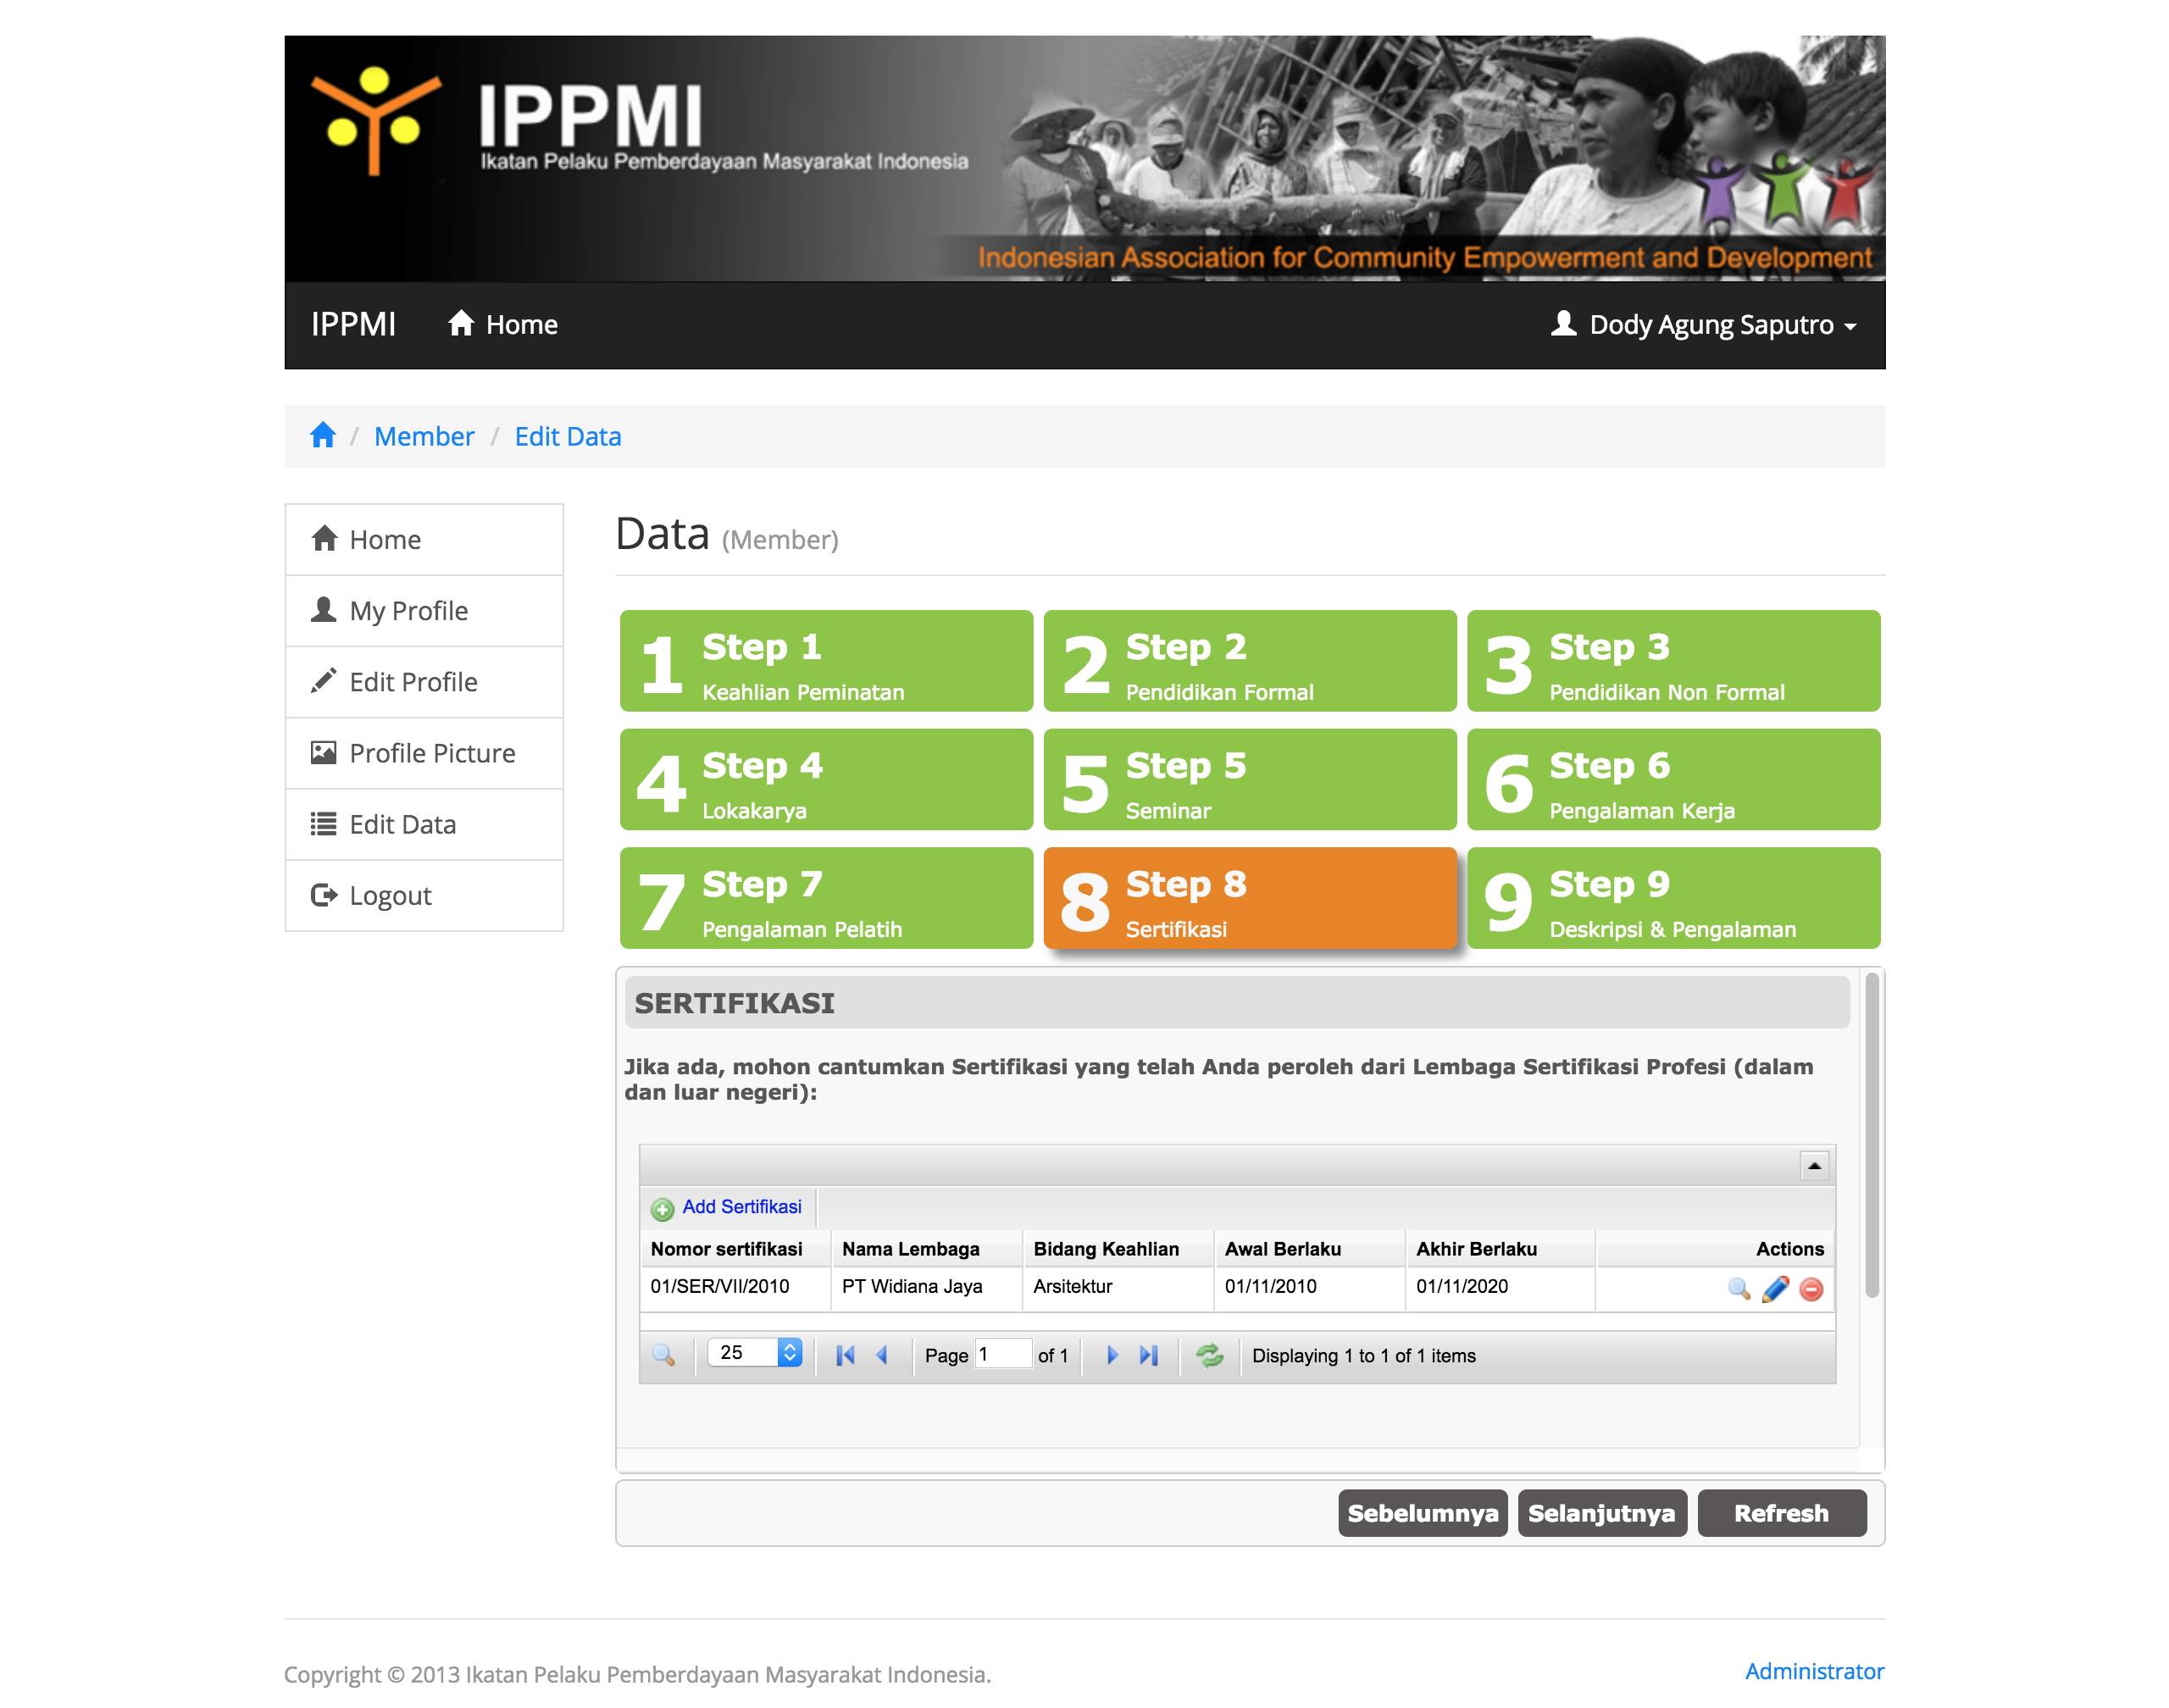 IPPMI
Ikatan Pelaku Pemberdayaan Masyarakat Indonesia
Indonesian Association for Community Empowerment and Development
IPPMI Home Dody Agung Saputro
/ Member / Edit Data
Home
My Profile
Edit Profile
Profile Picture
Edit Data
Logout
Data (Member)
1 Step 1
Keahlian Peminatan
2 Step 2
Pendidikan Formal
3 Step 3
Pendidikan Non Formal
4 Step 4
Lokakarya
5 Step 5
Seminar
6 Step 6
Pengalaman Kerja
7 Step 7
Pengalaman Pelatih
8 Step 8
Sertifikasi
9 Step 9
Deskripsi & Pengalaman
SERTIFIKASI
Jika ada, mohon cantumkan Sertifikasi yang telah Anda peroleh dari Lembaga Sertifikasi Profesi (dalam
dan luar negeri):
Add Sertifikasi
Nomor sertifikasi Nama Lembaga Bidang Keahlian Awal Berlaku Akhir Berlaku Actions
01/SER/VII/2010 PT Widiana Jaya Arsitektur 01/11/2010 01/11/2020
25 Page 1 of 1 Displaying 1 to 1 of 1 items
Sebelumnya Selanjutnya Refresh
Copyright © 2013 Ikatan Pelaku Pemberdayaan Masyarakat Indonesia. Administrator